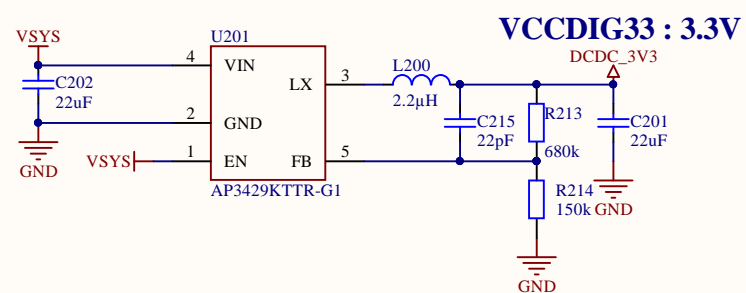 VCCDIG33 : 3.3V
VSYS
U201
DCDC_3V3
4
VIN
C202
22uF
LX
3
L200
2.2µH
2
GND
C215
22pF
R213
680k
C201
22uF
GND
VSYS
1
EN
FB
5
AP3429KTTR-G1
R214
150k
GND
GND